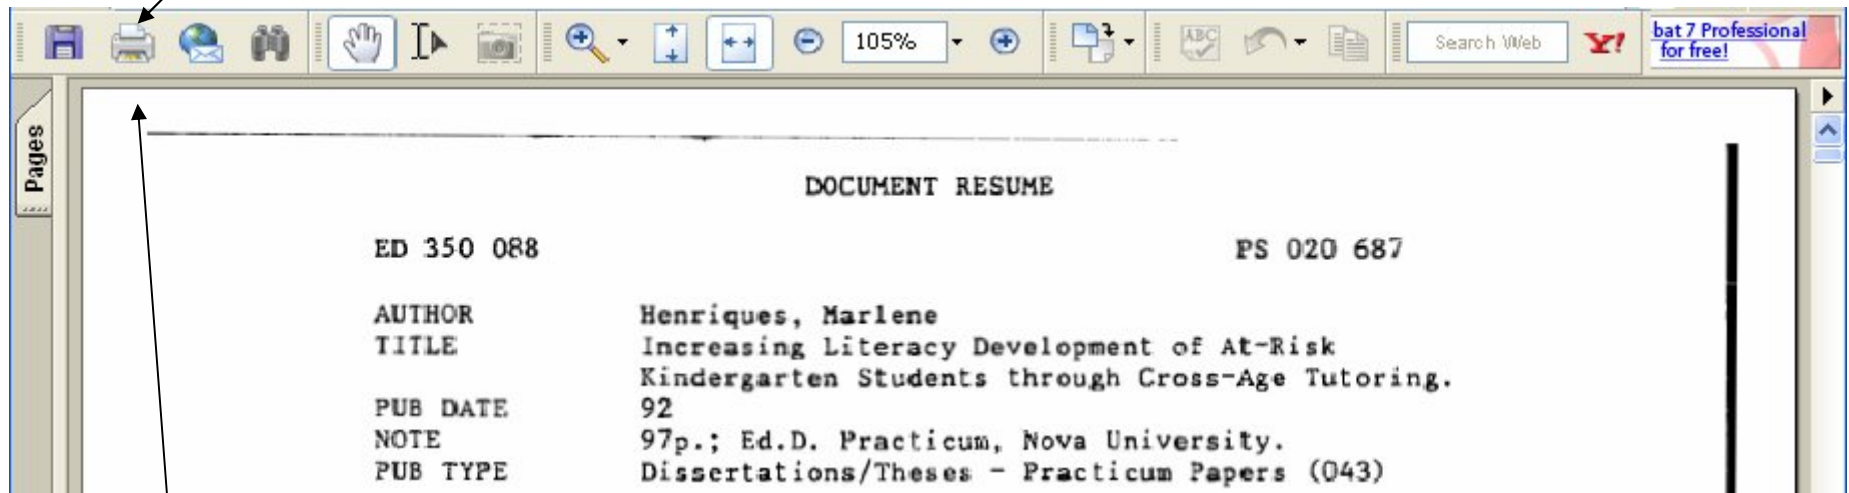 105%
ABC
Search Web
Y!
bat 7 Professional
for free!
Pages
DOCUMENT RESUME
ED 350 088 PS 020 687
AUTHOR Henriques, Marlene
TITLE Increasing Literacy Development of At-Risk
Kindergarten Students through Cross-Age Tutoring.
PUB DATE 92
NOTE 97p.; Ed.D. Practicum, Nova University.
PUB TYPE Dissertations/Theses - Practicum Papers (043)